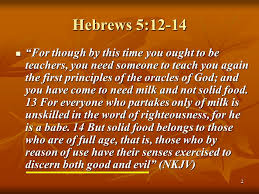 Hebrews 5:12-14
“For though by this time you ought to be
teachers, you need someone to teach you again
the first principles of the oracles of God; and
you have come to need milk and not solid food.
13 For everyone who partakes only of milk is
unskilled in the word of righteousness, for he
is a babe. 14 But solid food belongs to those
who are of full age, that is, those who by
reason of use have their senses exercised to
discern both good and evil” (NKJV)
2